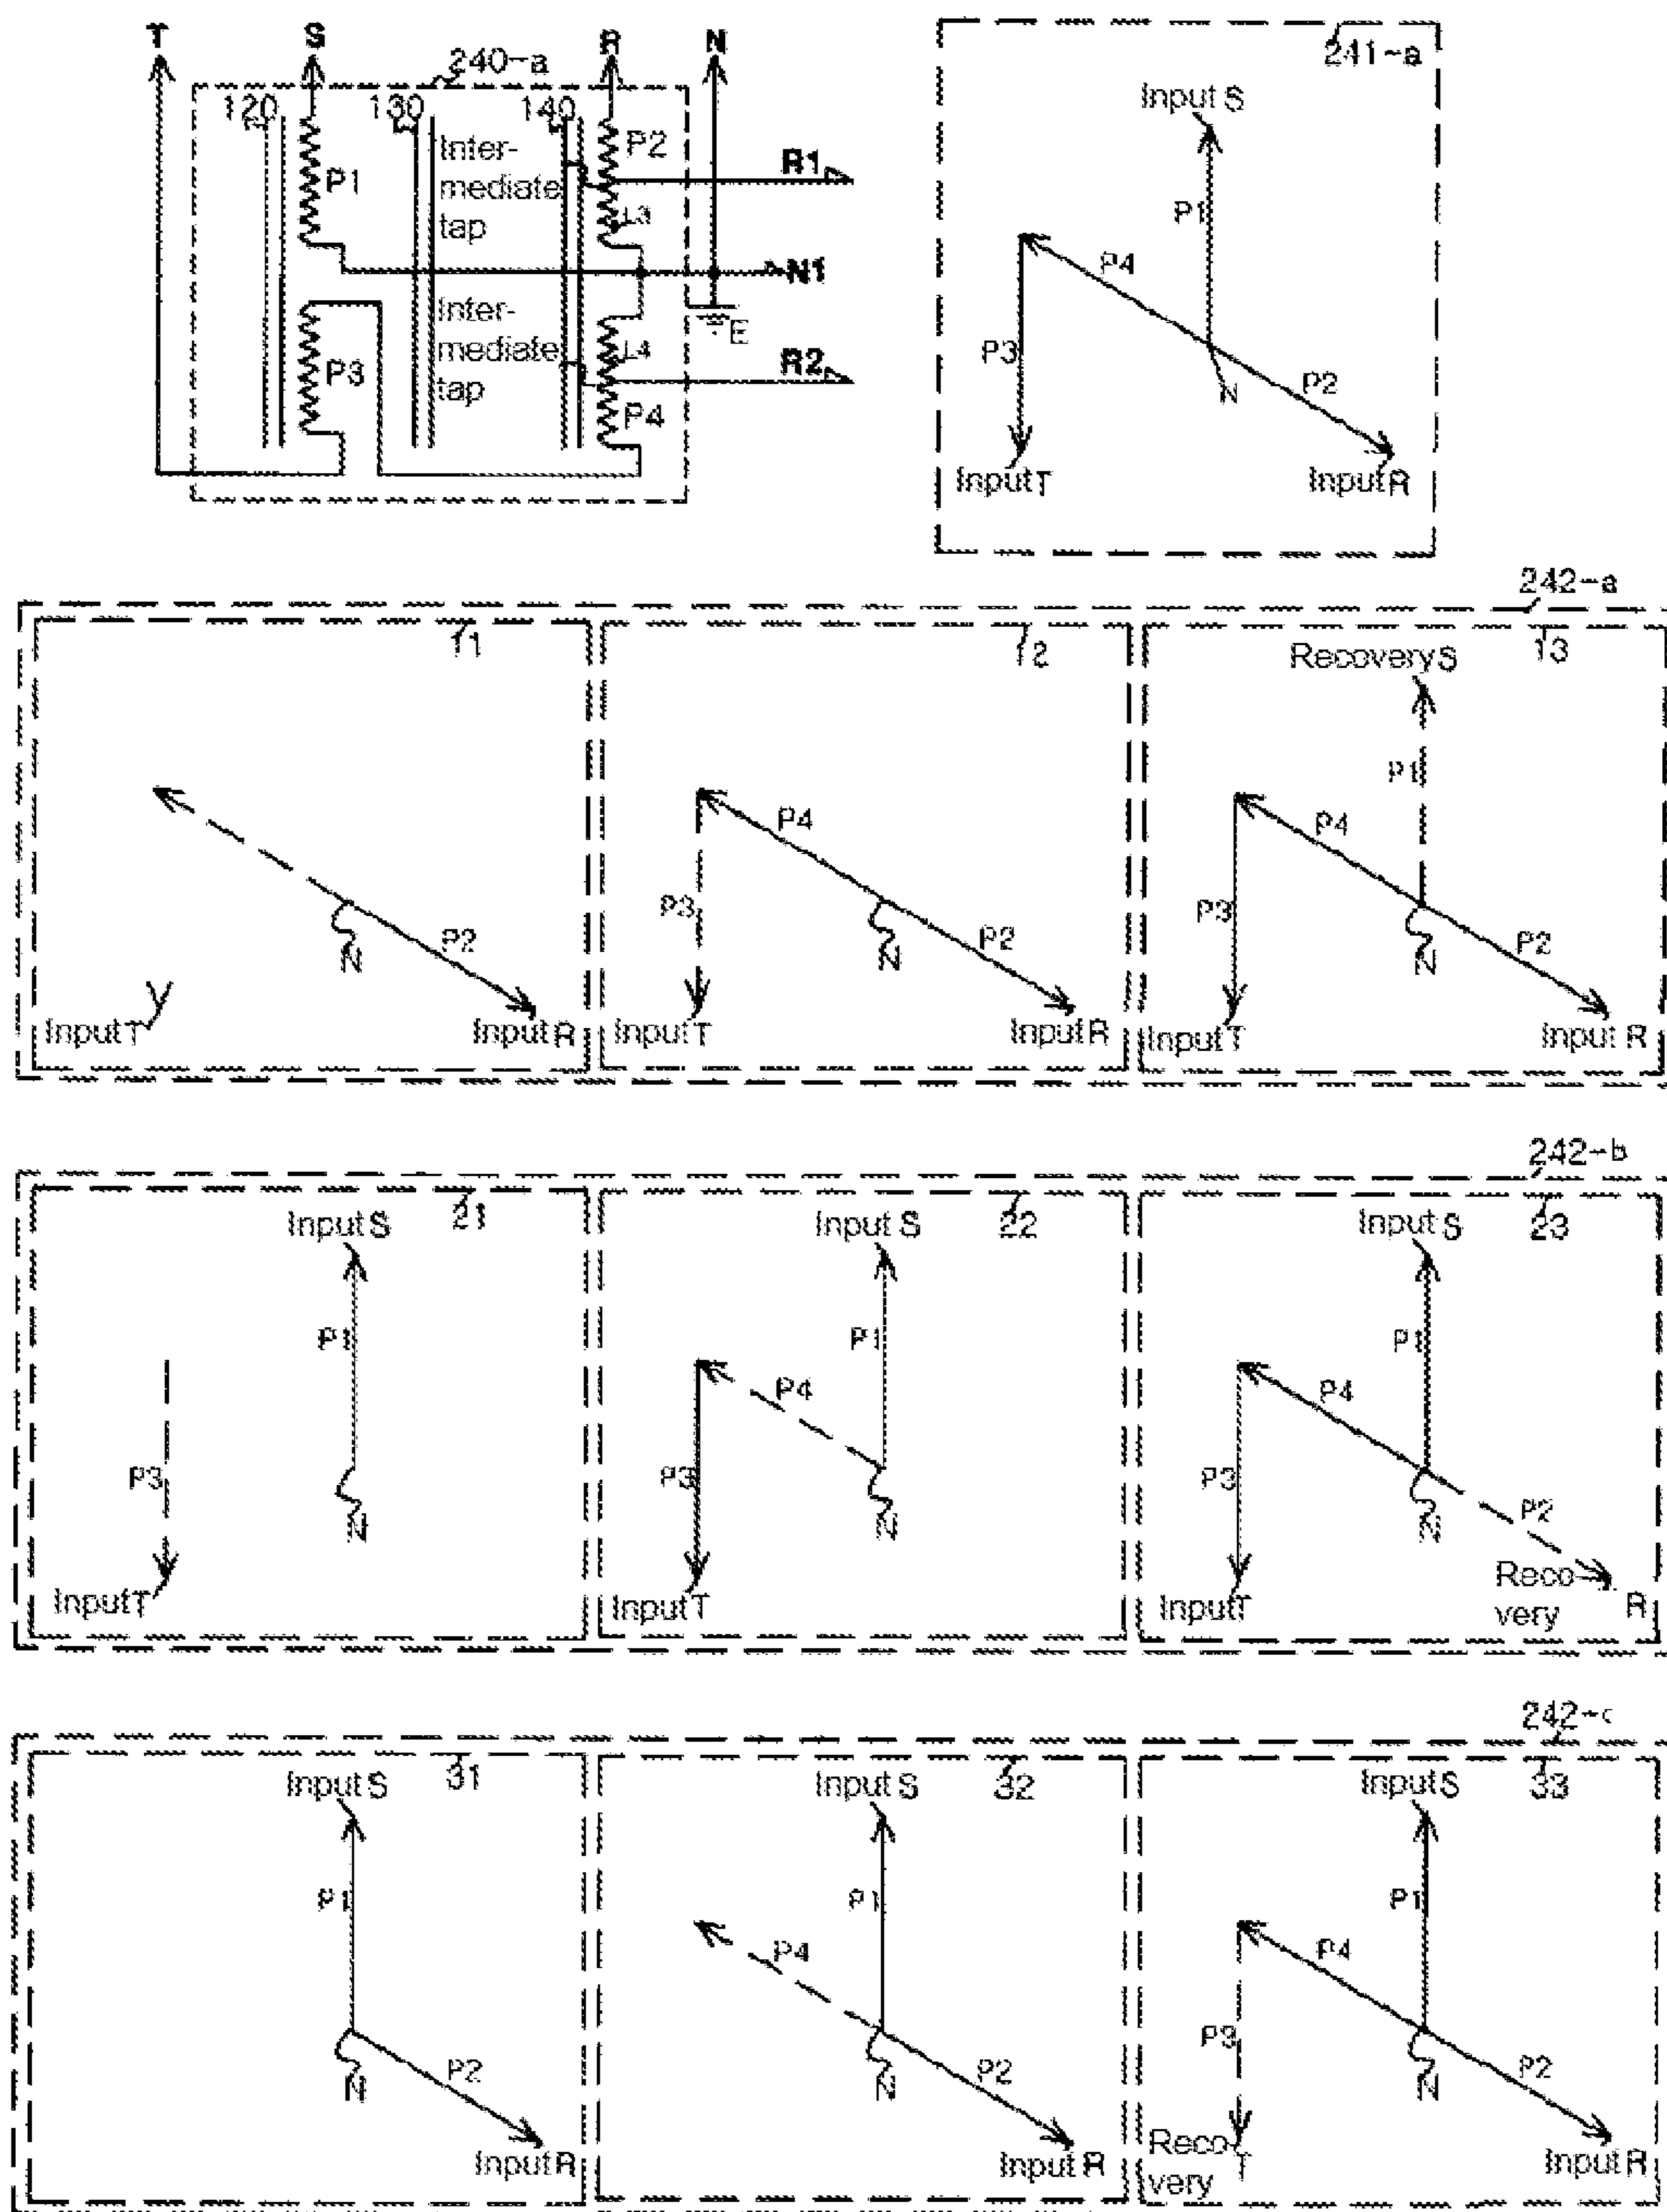 T S R N
240-a
120 130 140
P1 Inter-
mediate
tap P2 R1
L3
N1
P3 Inter-
mediate
tap L4 E
R2
P4
241-a
Input S
P1
P4
P3
P2
N
Input T Input R
242-a
11
P2
N
Input T Input R
12
P4
P3
P2
N
Input T Input R
13
Recovery S
P1
P4
P3
P2
N
Input T Input R
242-b
21
Input S
P1
P3
N
Input T
22
Input S
P1
P4
P3
N
Input T
23
Input S
P1
P4
P3
P2
N
Input T
Reco-
very R
242-c
31
Input S
P1
P2
N
Input R
32
Input S
P1
P4
P2
N
Input R
33
Input S
P1
P4
P3
P2
N
Reco-
very T
Input R